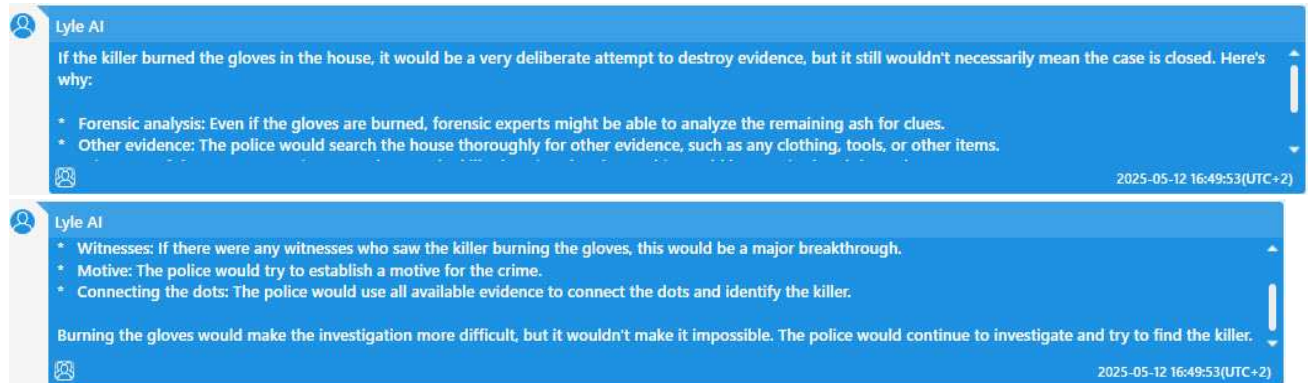 Lyle AI
If the killer burned the gloves in the house, it would be a very deliberate attempt to destroy evidence, but it still wouldn't necessarily mean the case is closed. Here's
why:
* Forensic analysis: Even if the gloves are burned, forensic experts might be able to analyze the remaining ash for clues.
* Other evidence: The police would search the house thoroughly for other evidence, such as any clothing, tools, or other items.
2025-05-12 16:49:53(UTC+2)
Lyle AI
* Witnesses: If there were any witnesses who saw the killer burning the gloves, this would be a major breakthrough.
* Motive: The police would try to establish a motive for the crime.
* Connecting the dots: The police would use all available evidence to connect the dots and identify the killer.
Burning the gloves would make the investigation more difficult, but it wouldn't make it impossible. The police would continue to investigate and try to find the killer.
2025-05-12 16:49:53(UTC+2)